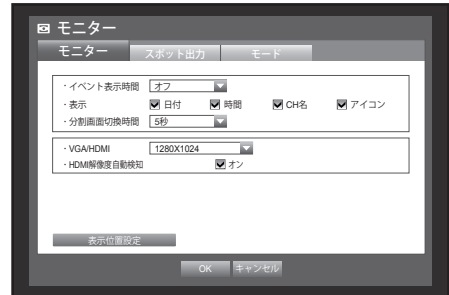 モニター
モニター スポット出力 モード
・イベント表示時間 オフ
・表示 日付 時間 CH名 アイコン
・分割画面切換時間 5秒
・VGA/HDMI 1280X1024
・HDMI解像度自動検知 オン
表示位置設定
OK キャンセル